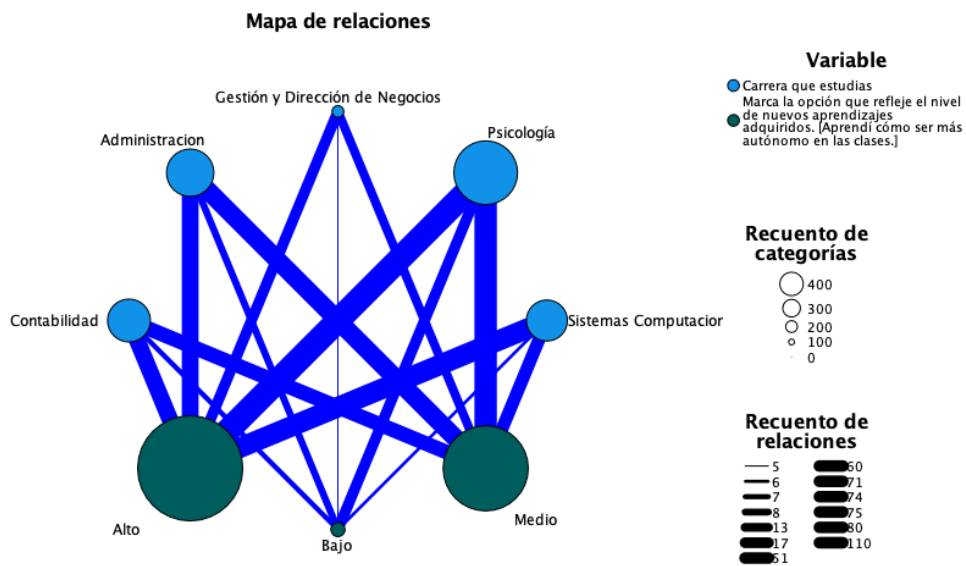 Mapa de relaciones
Gestión y Dirección de Negocios
Administracion
Psicología
Contabilidad
Sistemas Computacior
Alto
Medio
Bajo
Variable
Carrera que estudias
Marca la opción que refleje el nivel
de nuevos aprendizajes
adquiridos. [Aprendí cómo ser más
autónomo en las clases.]
Recuento de
categorías
400
300
200
100
0
Recuento de
relaciones
5
6
7
8
13
17
51
60
71
74
75
80
110